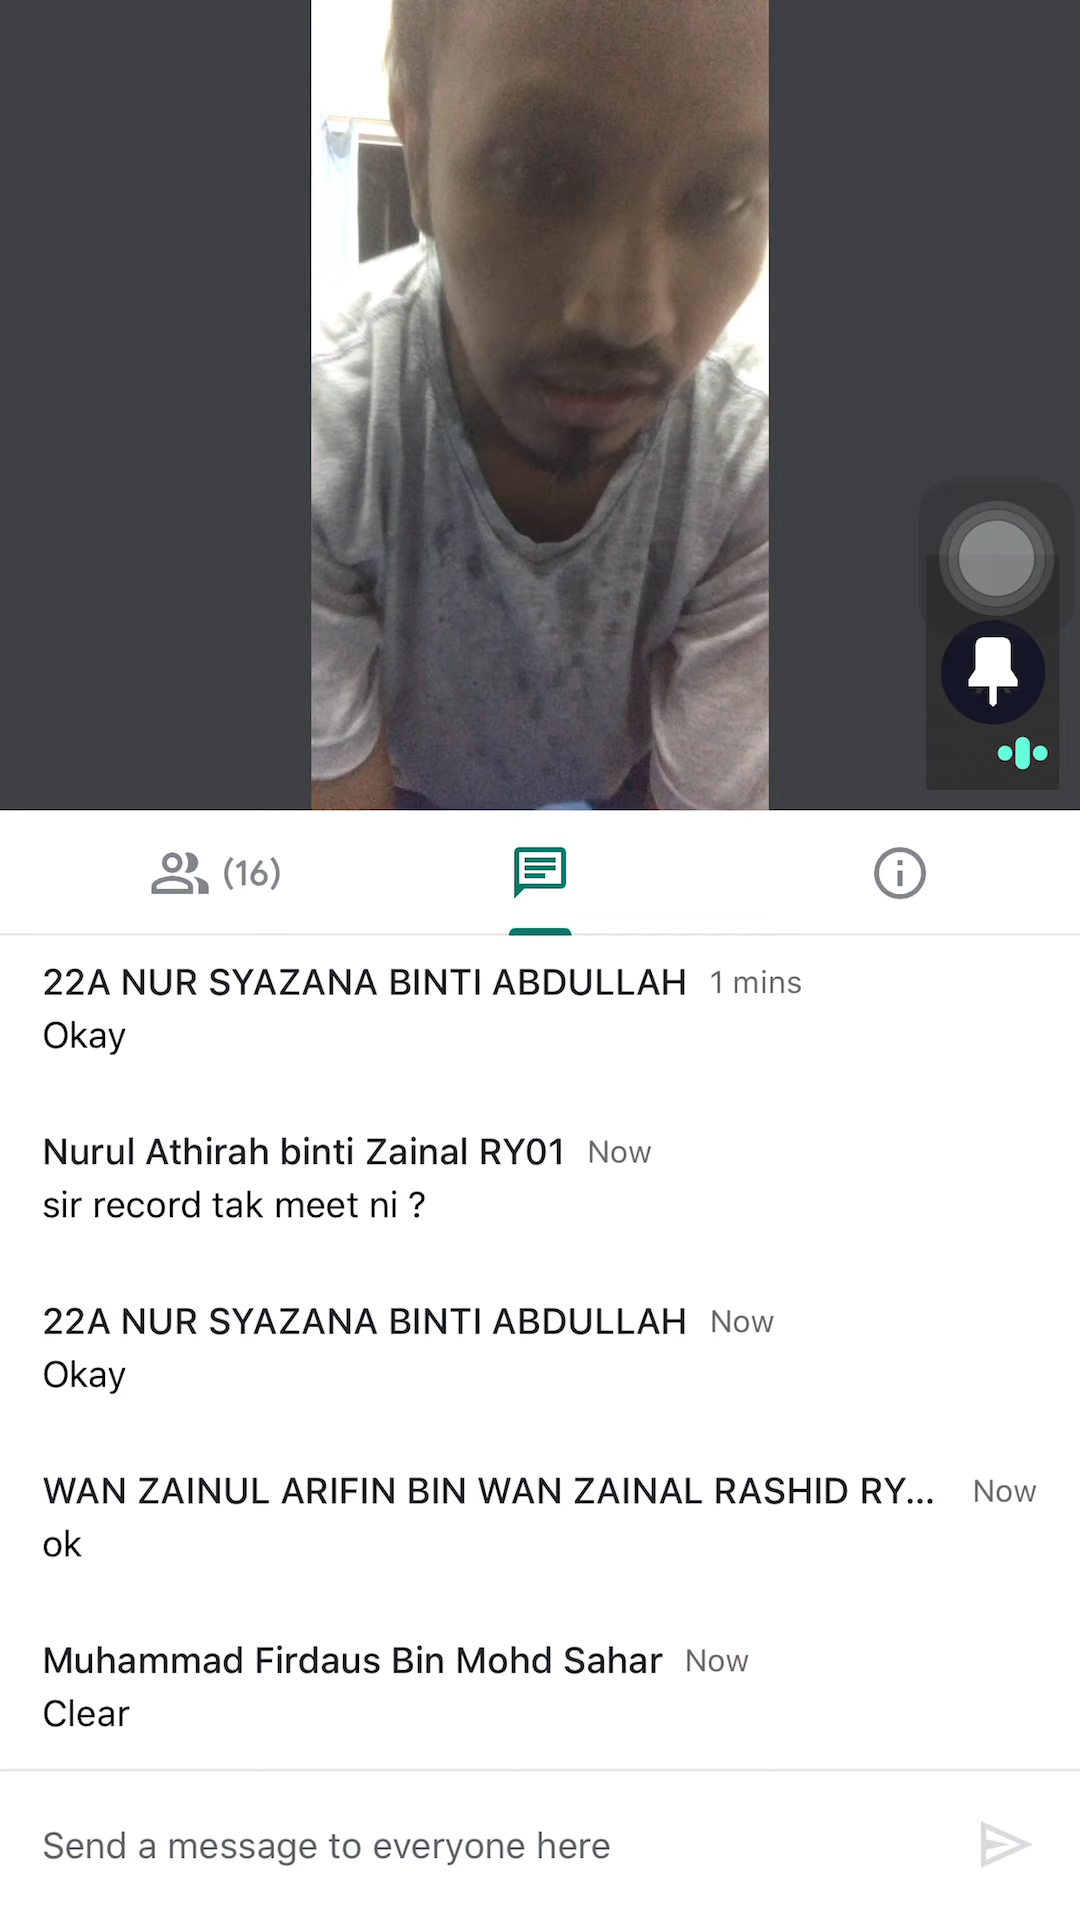 (16)
22A NUR SYAZANA BINTI ABDULLAH 1 mins
Okay
Nurul Athirah binti Zainal RY01 Now
sir record tak meet ni ?
22A NUR SYAZANA BINTI ABDULLAH Now
Okay
WAN ZAINUL ARIFIN BIN WAN ZAINAL RASHID RY... Now
ok
Muhammad Firdaus Bin Mohd Sahar Now
Clear
Send a message to everyone here